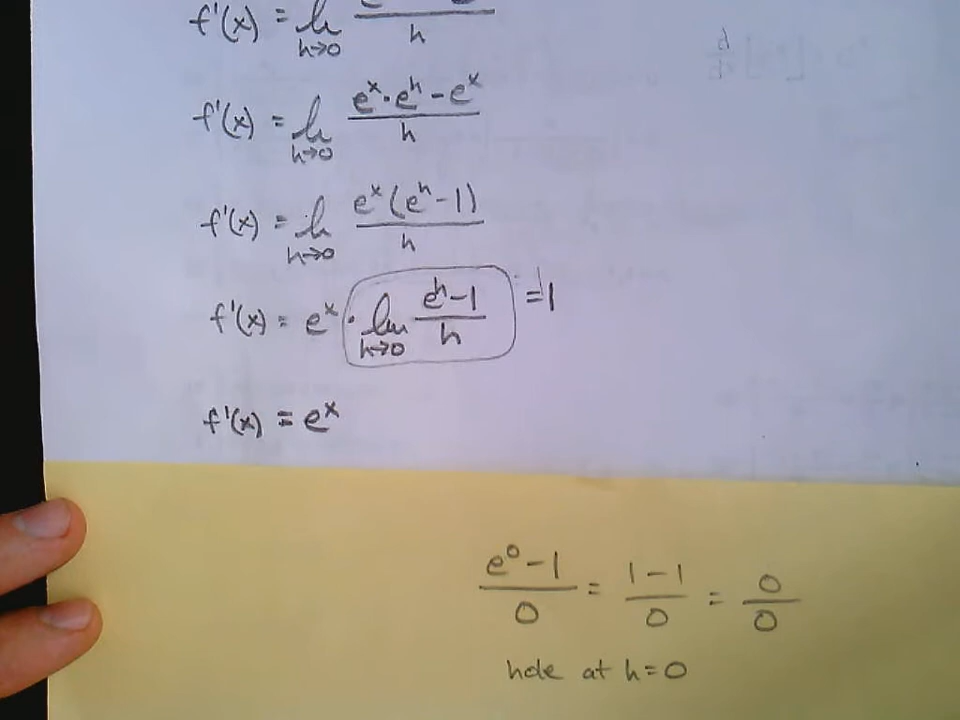 f'(x) = lim h→0 / h
f'(x) = lim h→0 (e^x · e^h - e^x) / h
f'(x) = lim h→0 e^x (e^h - 1) / h
f'(x) = e^x · lim h→0 (e^h - 1) / h = 1
f'(x) = e^x
(e^0 - 1) / 0 = (1 - 1) / 0 = 0 / 0
hole at h=0